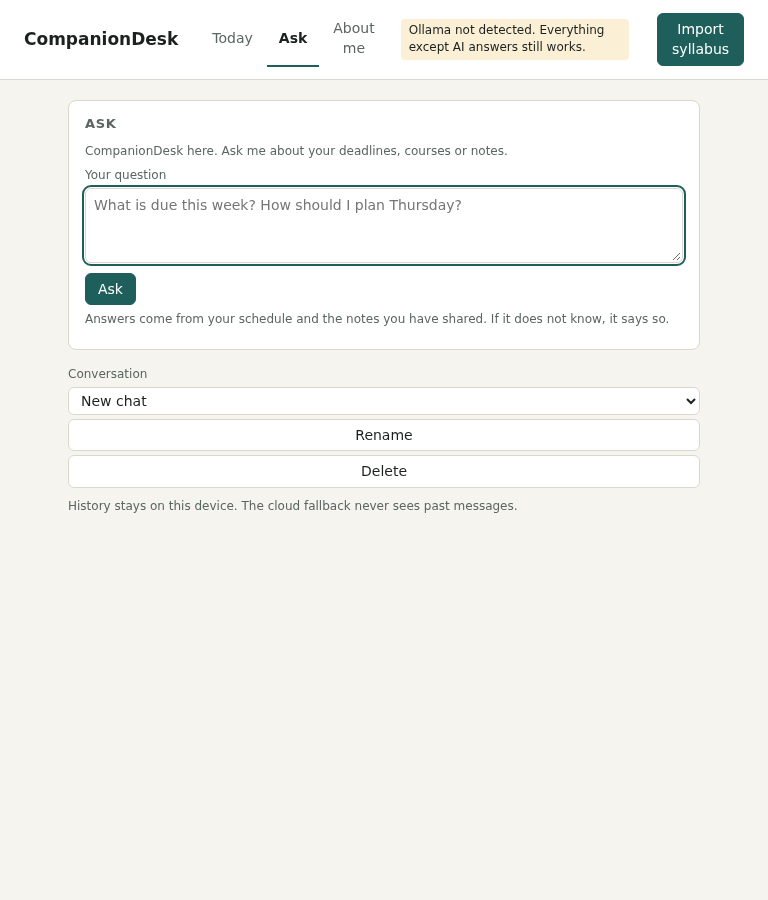 CompanionDesk
Today
Ask
About
me
Ollama not detected. Everything
except AI answers still works.
Import
syllabus
ASK
CompanionDesk here. Ask me about your deadlines, courses or notes.
Your question
What is due this week? How should I plan Thursday?
Ask
Answers come from your schedule and the notes you have shared. If it does not know, it says so.
Conversation
New chat
Rename
Delete
History stays on this device. The cloud fallback never sees past messages.